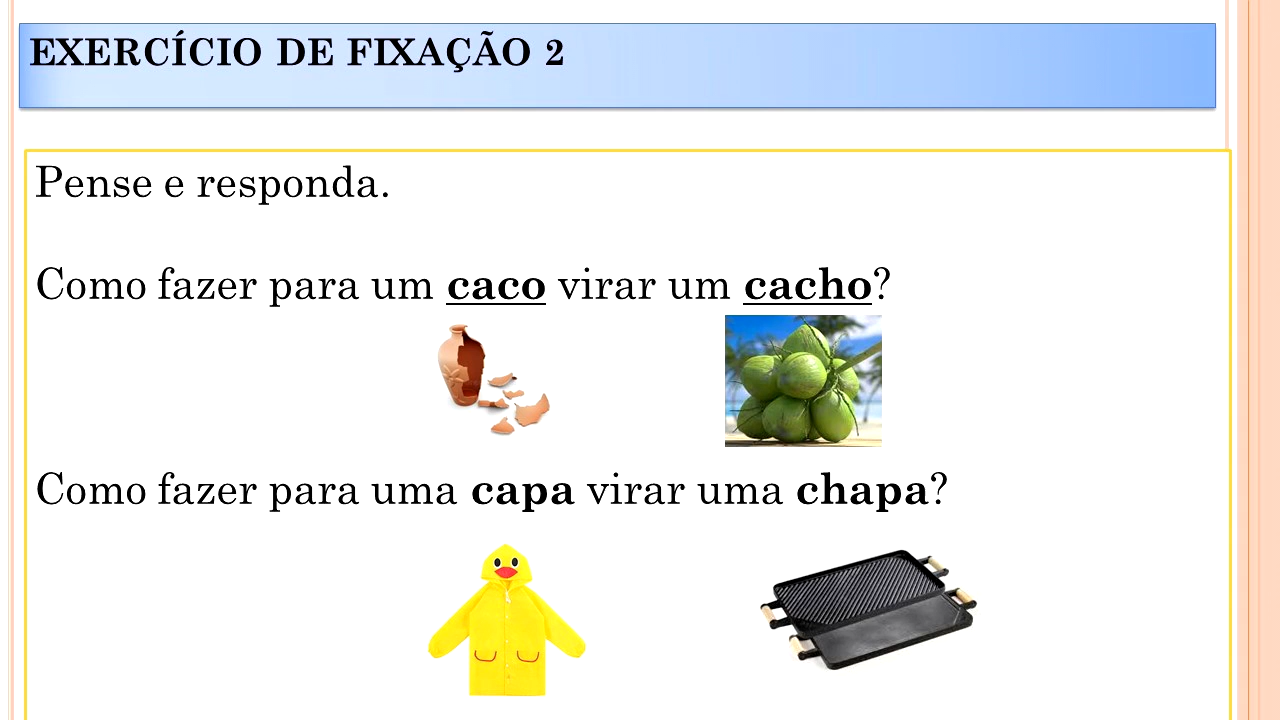 EXERCÍCIO DE FIXAÇÃO 2
Pense e responda.
Como fazer para um caco virar um cacho?
Como fazer para uma capa virar uma chapa?